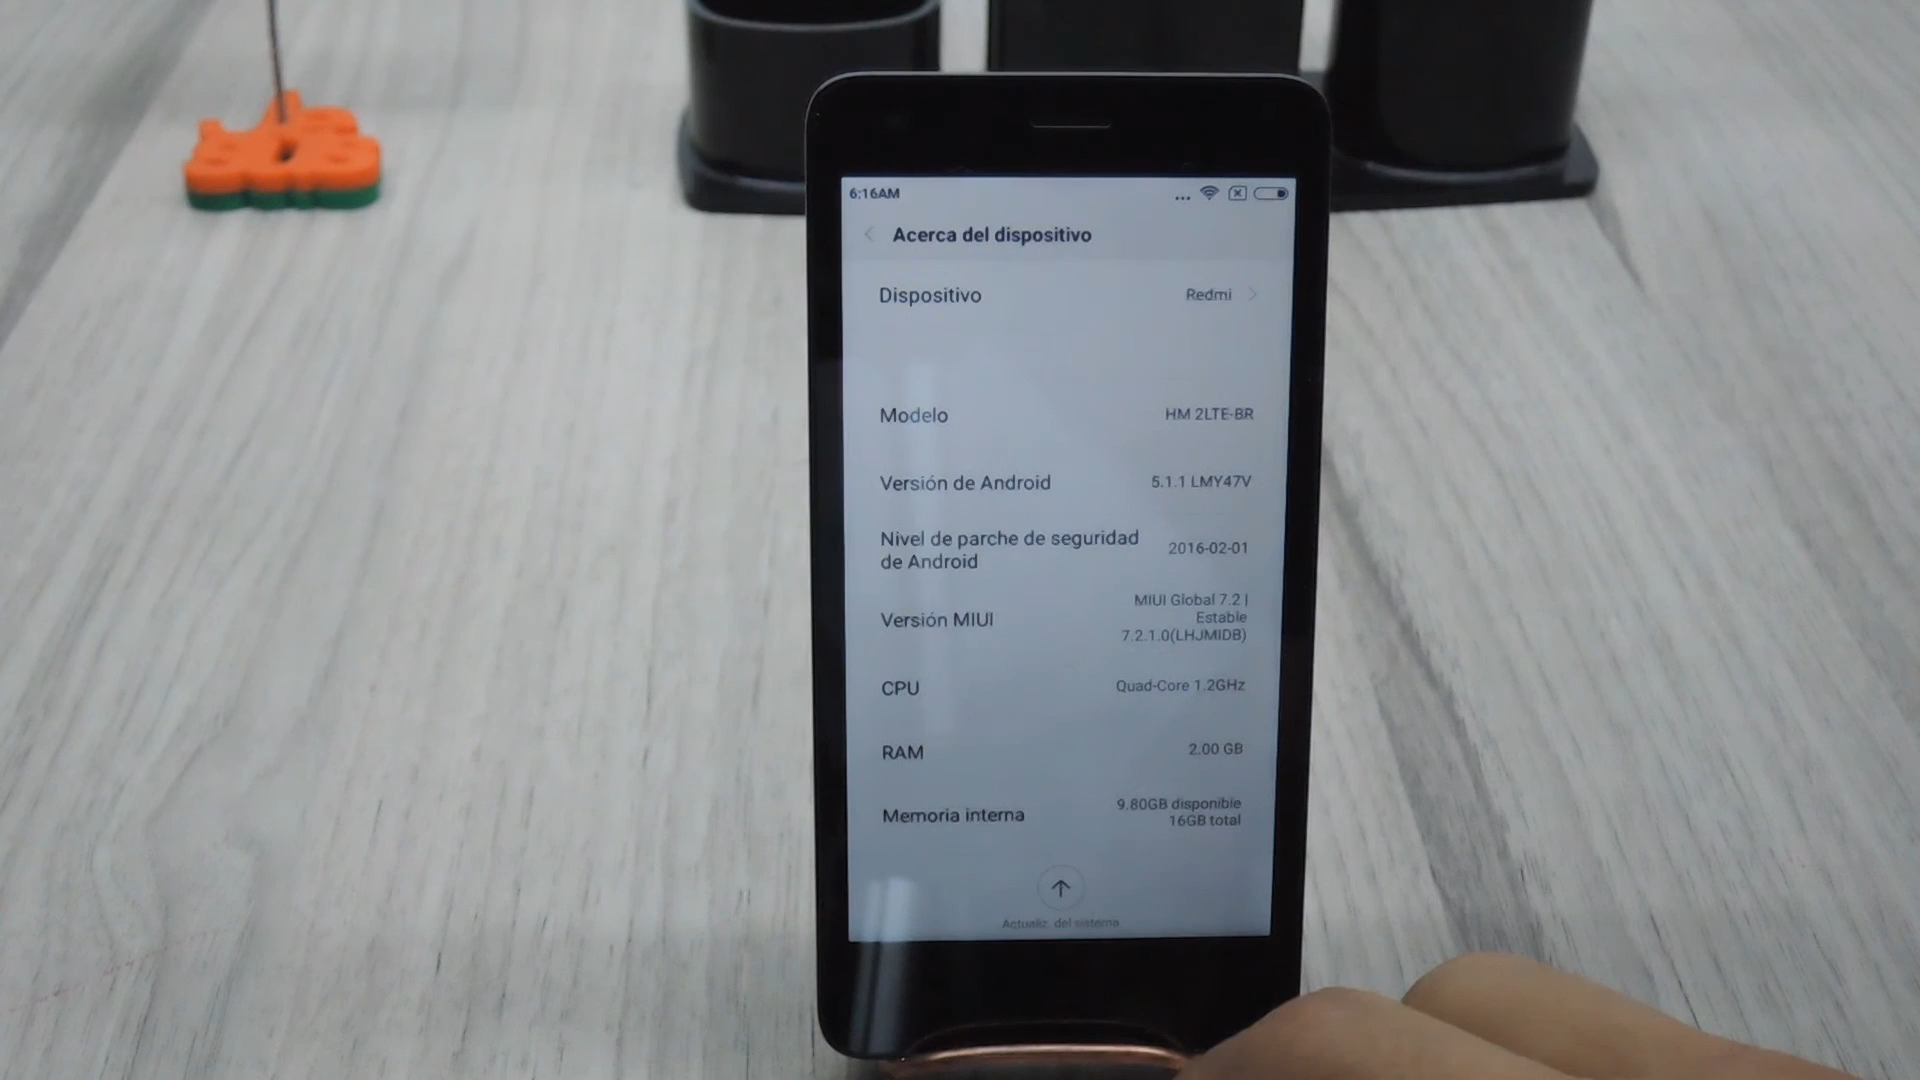 6:16AM
Acerca del dispositivo
Dispositivo Redmi
Modelo HM 2LTE-BR
Versión de Android 5.1.1 LMY47V
Nivel de parche de seguridad
de Android 2016-02-01
Versión MIUI MIUI Global 7.2 |
Estable
7.2.1.0(LHJMIDB)
CPU Quad-Core 1.2GHz
RAM 2.00 GB
Memoria interna 9.80GB disponible
16GB total
Actualiz. del sistema